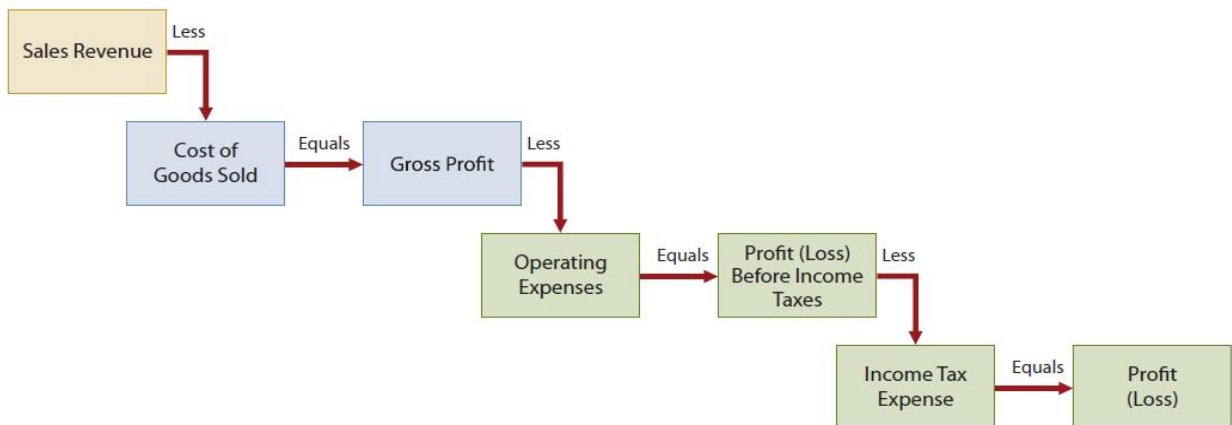 Less
Sales Revenue
Equals
Less
Cost of
Goods Sold
Gross Profit
Equals
Less
Operating
Expenses
Profit (Loss)
Before Income
Taxes
Equals
Income Tax
Expense
Profit
(Loss)